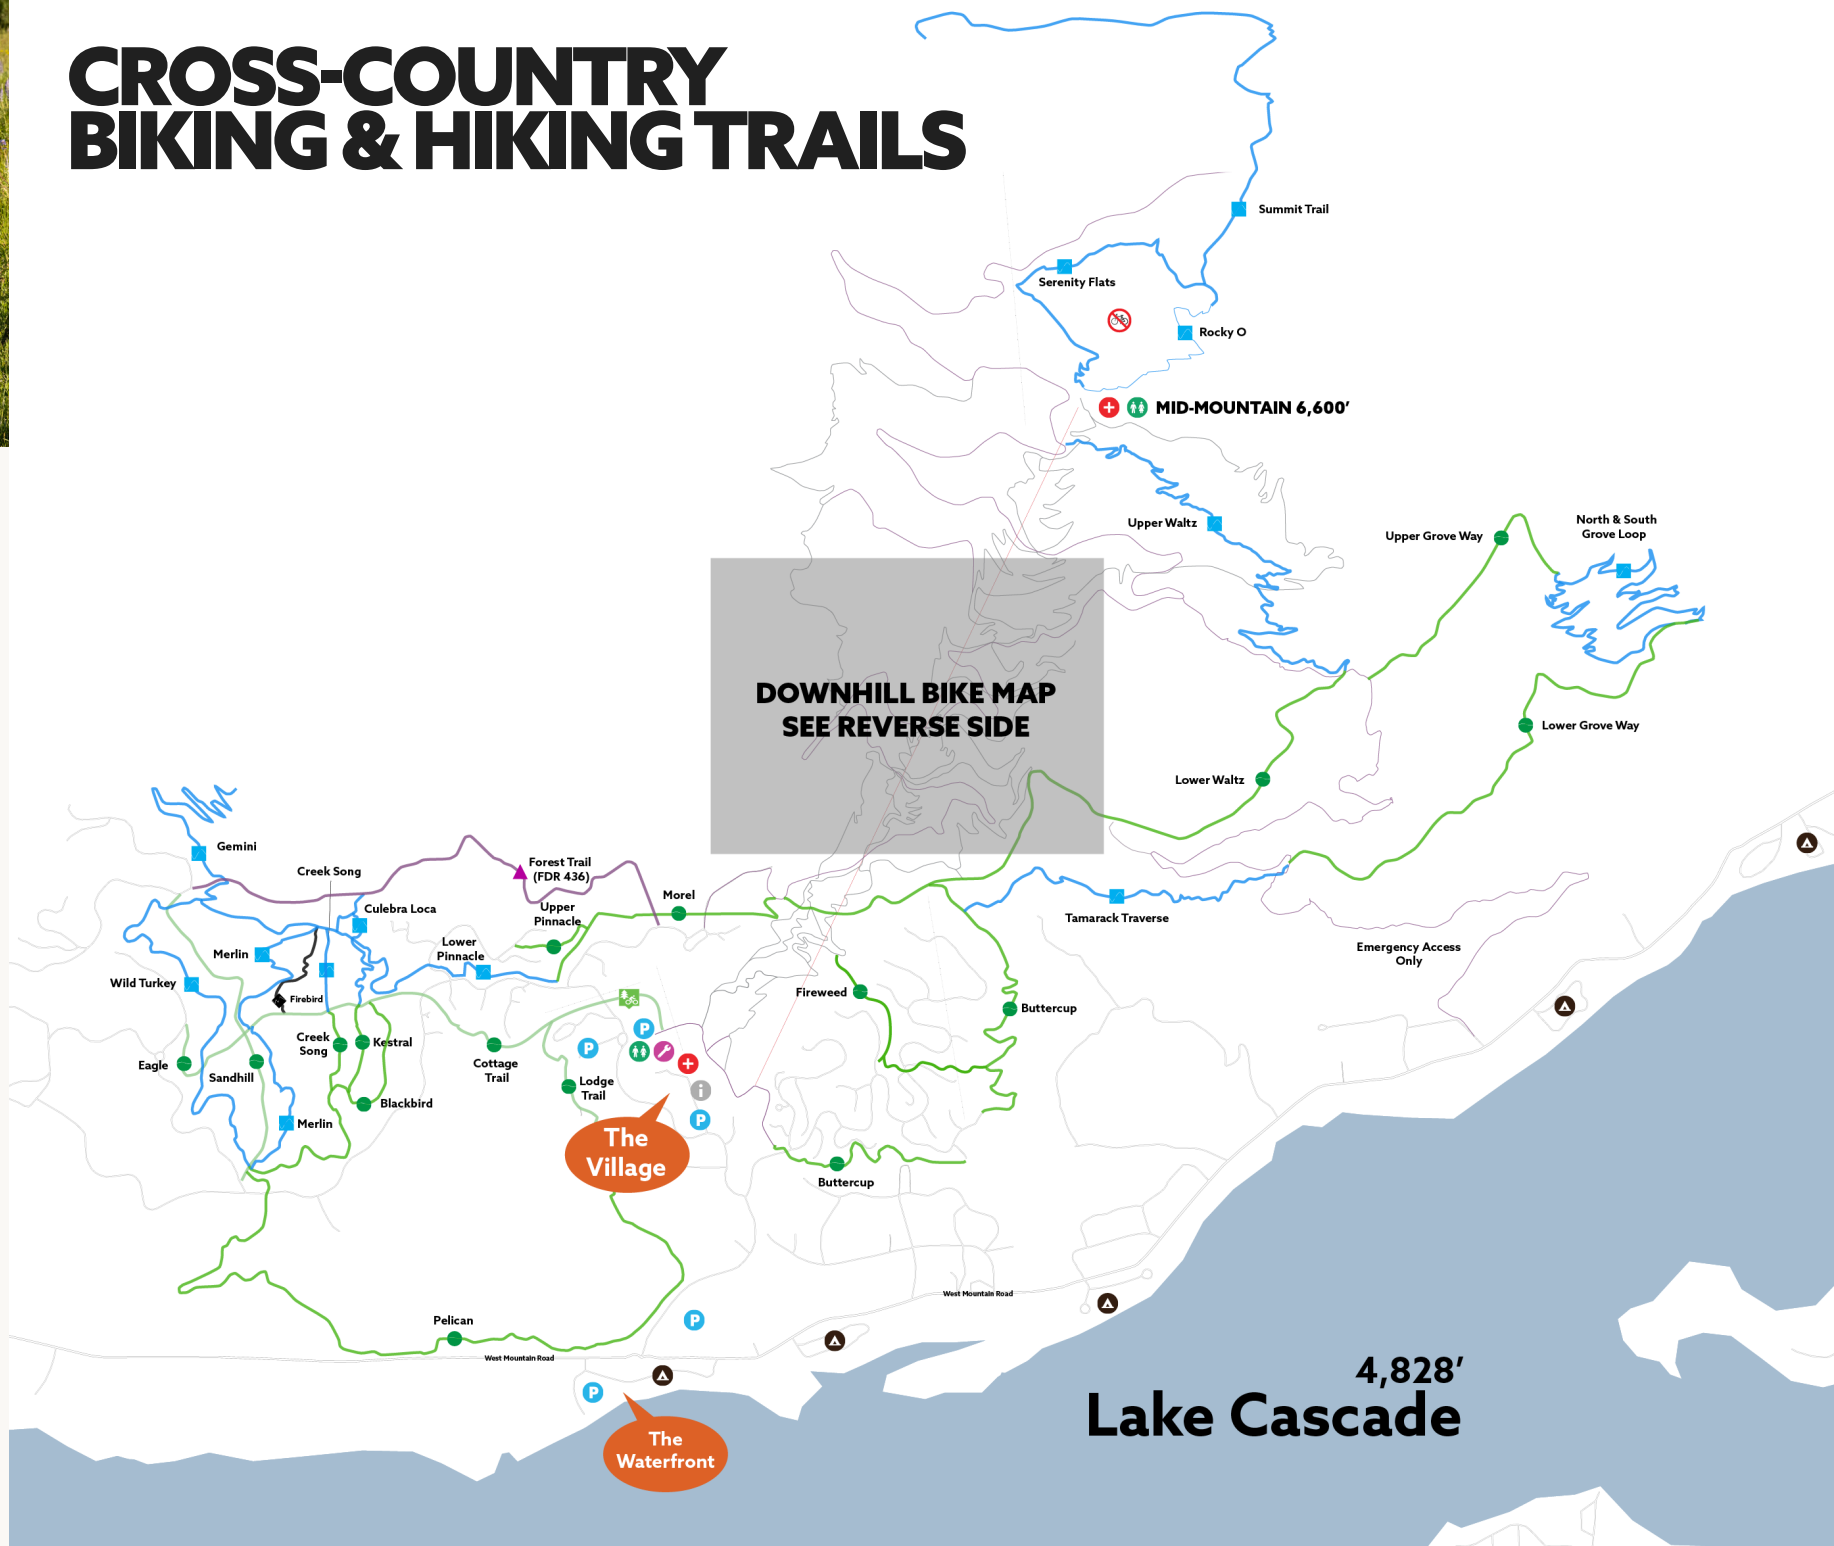 CROSS-COUNTRY
BIKING & HIKING TRAILS
Summit Trail
Serenity Flats
Rocky O
MID-MOUNTAIN 6,600’
Upper Waltz
Upper Grove Way
North & South
Grove Loop
DOWNHILL BIKE MAP
SEE REVERSE SIDE
Lower Grove Way
Lower Waltz
Gemini
Creek Song
Forest Trail
(FDR 436)
Morel
Upper
Pinnacle
Culebra Loca
Tamarack Traverse
Lower
Pinnacle
Merlin
Emergency Access
Only
Wild Turkey
Firebird
Fireweed
Buttercup
Creek
Song
Kestral
P
P
Eagle
Sandhill
Cottage
Trail
Lodge
Trail
i
Blackbird
P
Merlin
The
Village
Buttercup
West Mountain Road
Pelican
P
West Mountain Road
P
4,828’
Lake Cascade
The
Waterfront